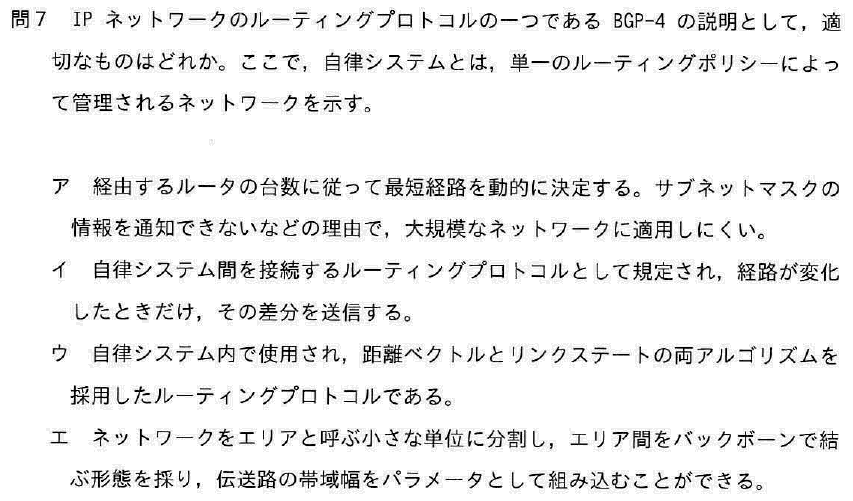 問7 IP ネットワークのルーティングプロトコルの一つである BGP-4 の説明として，適
切なものはどれか。ここで，自律システムとは，単一のルーティングポリシーによっ
て管理されるネットワークを示す。
ア 経由するルータの台数に従って最短経路を動的に決定する。サブネットマスクの
情報を通知できないなどの理由で，大規模なネットワークに適用しにくい。
イ 自律システム間を接続するルーティングプロトコルとして規定され，経路が変化
したときだけ，その差分を送信する。
ウ 自律システム内で使用され，距離ベクトルとリンクステートの両アルゴリズムを
採用したルーティングプロトコルである。
エ ネットワークをエリアと呼ぶ小さな単位に分割し，エリア間をバックボーンで結
ぶ形態を採り，伝送路の帯域幅をパラメータとして組み込むことができる。